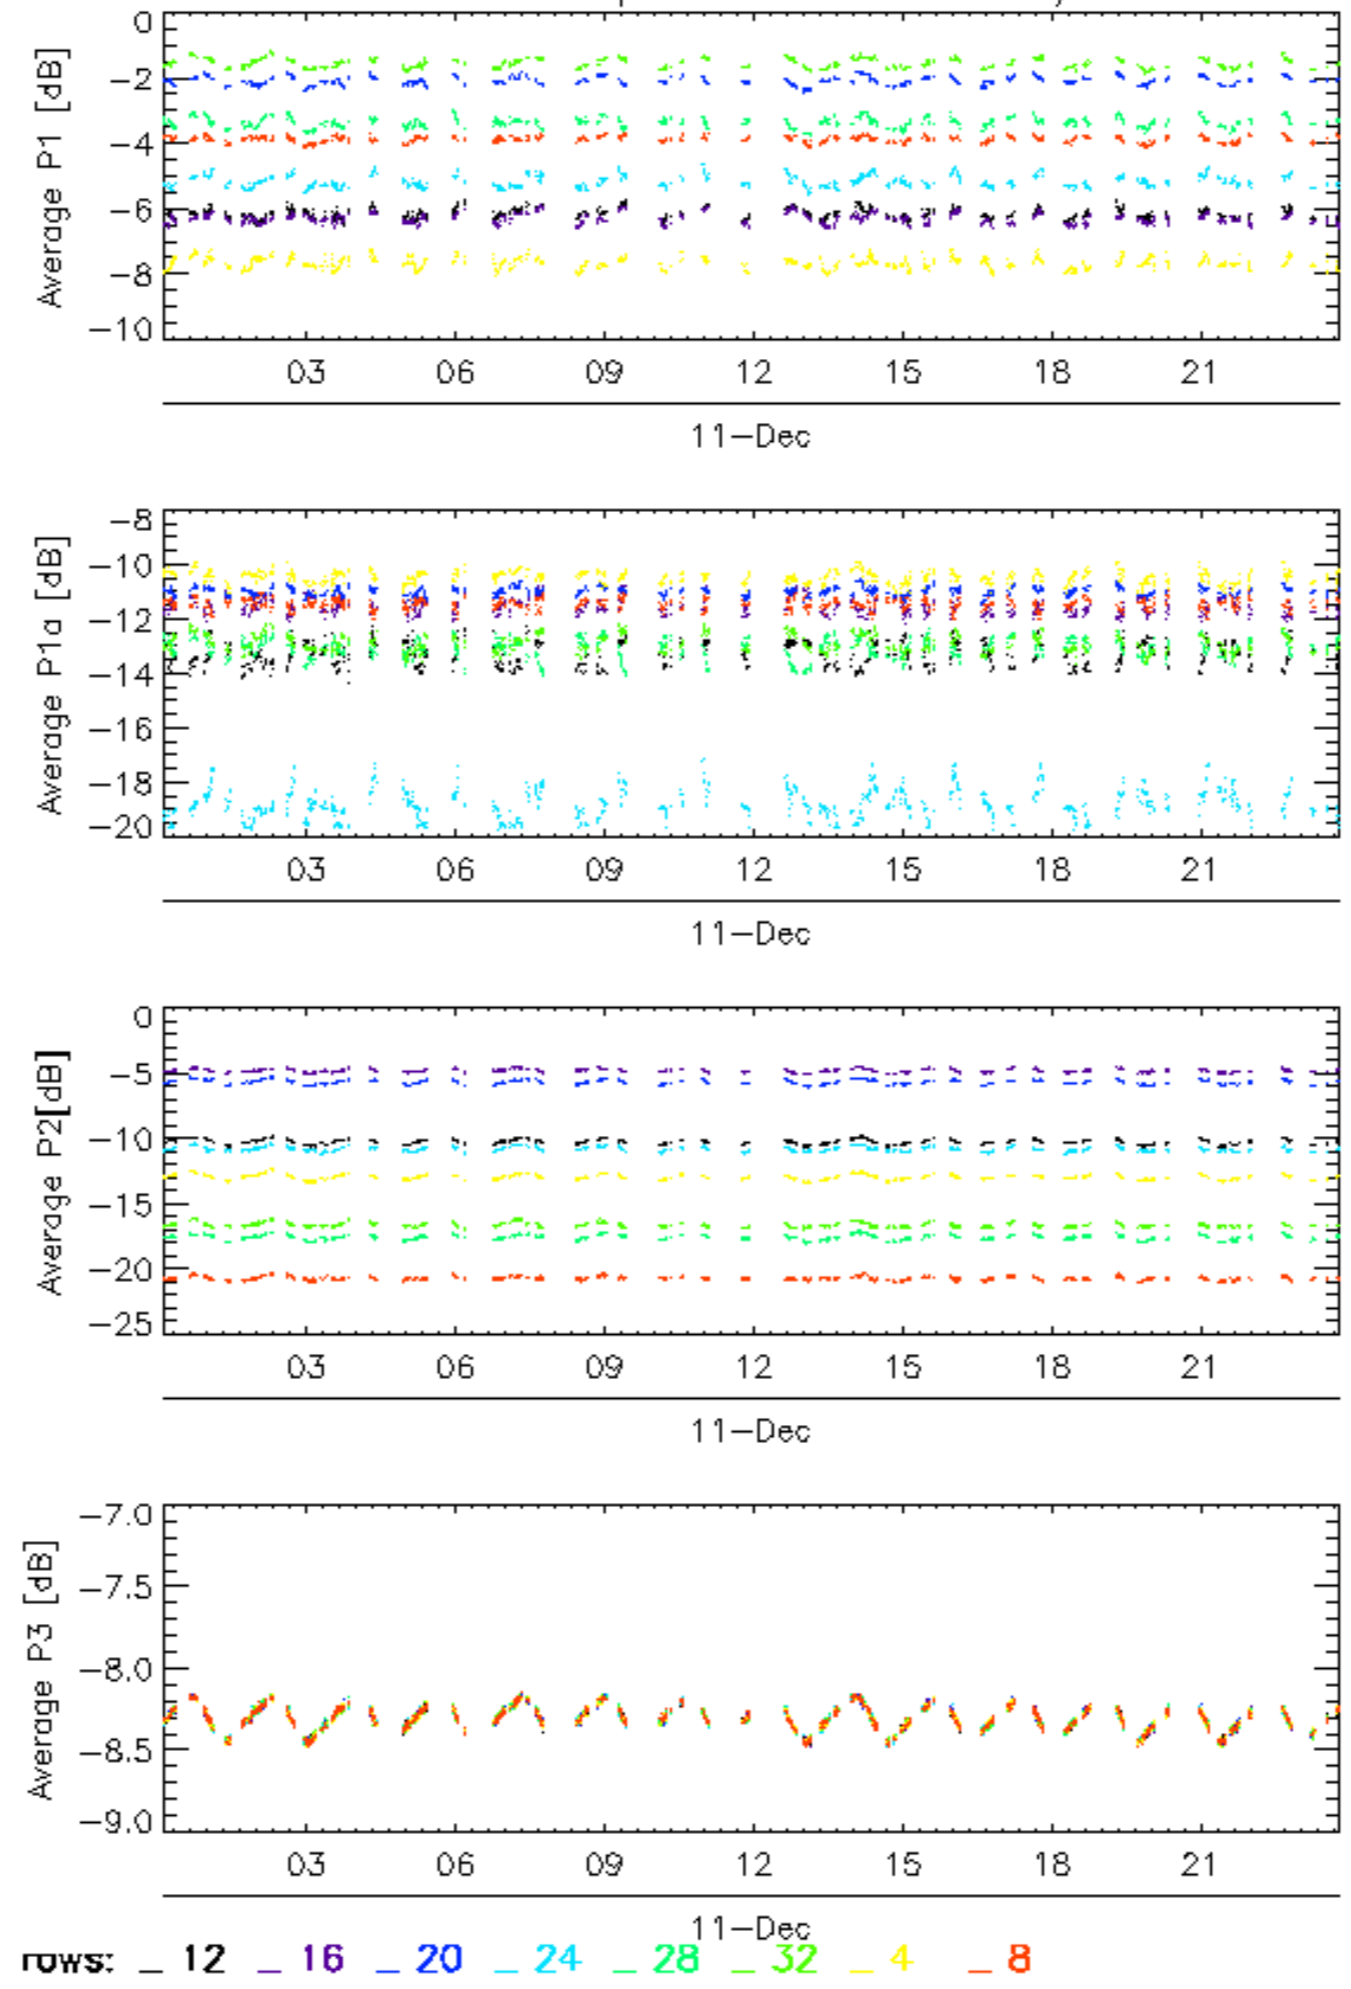 0
−2
−4
−6
−8
−10
Average P1 [dB]
03 06 09 12 15 18 21
11−Dec
−8
−10
−12
−14
−16
−18
−20
Average P1a [dB]
03 06 09 12 15 18 21
11−Dec
0
−5
−10
−15
−20
−25
Average P2[dB]
03 06 09 12 15 18 21
11−Dec
−7.0
−7.5
−8.0
−8.5
−9.0
Average P3 [dB]
03 06 09 12 15 18 21
11−Dec
rows: _ 12 _ 16 _ 20 _ 24 _ 28 _ 32 _ 4 _ 8